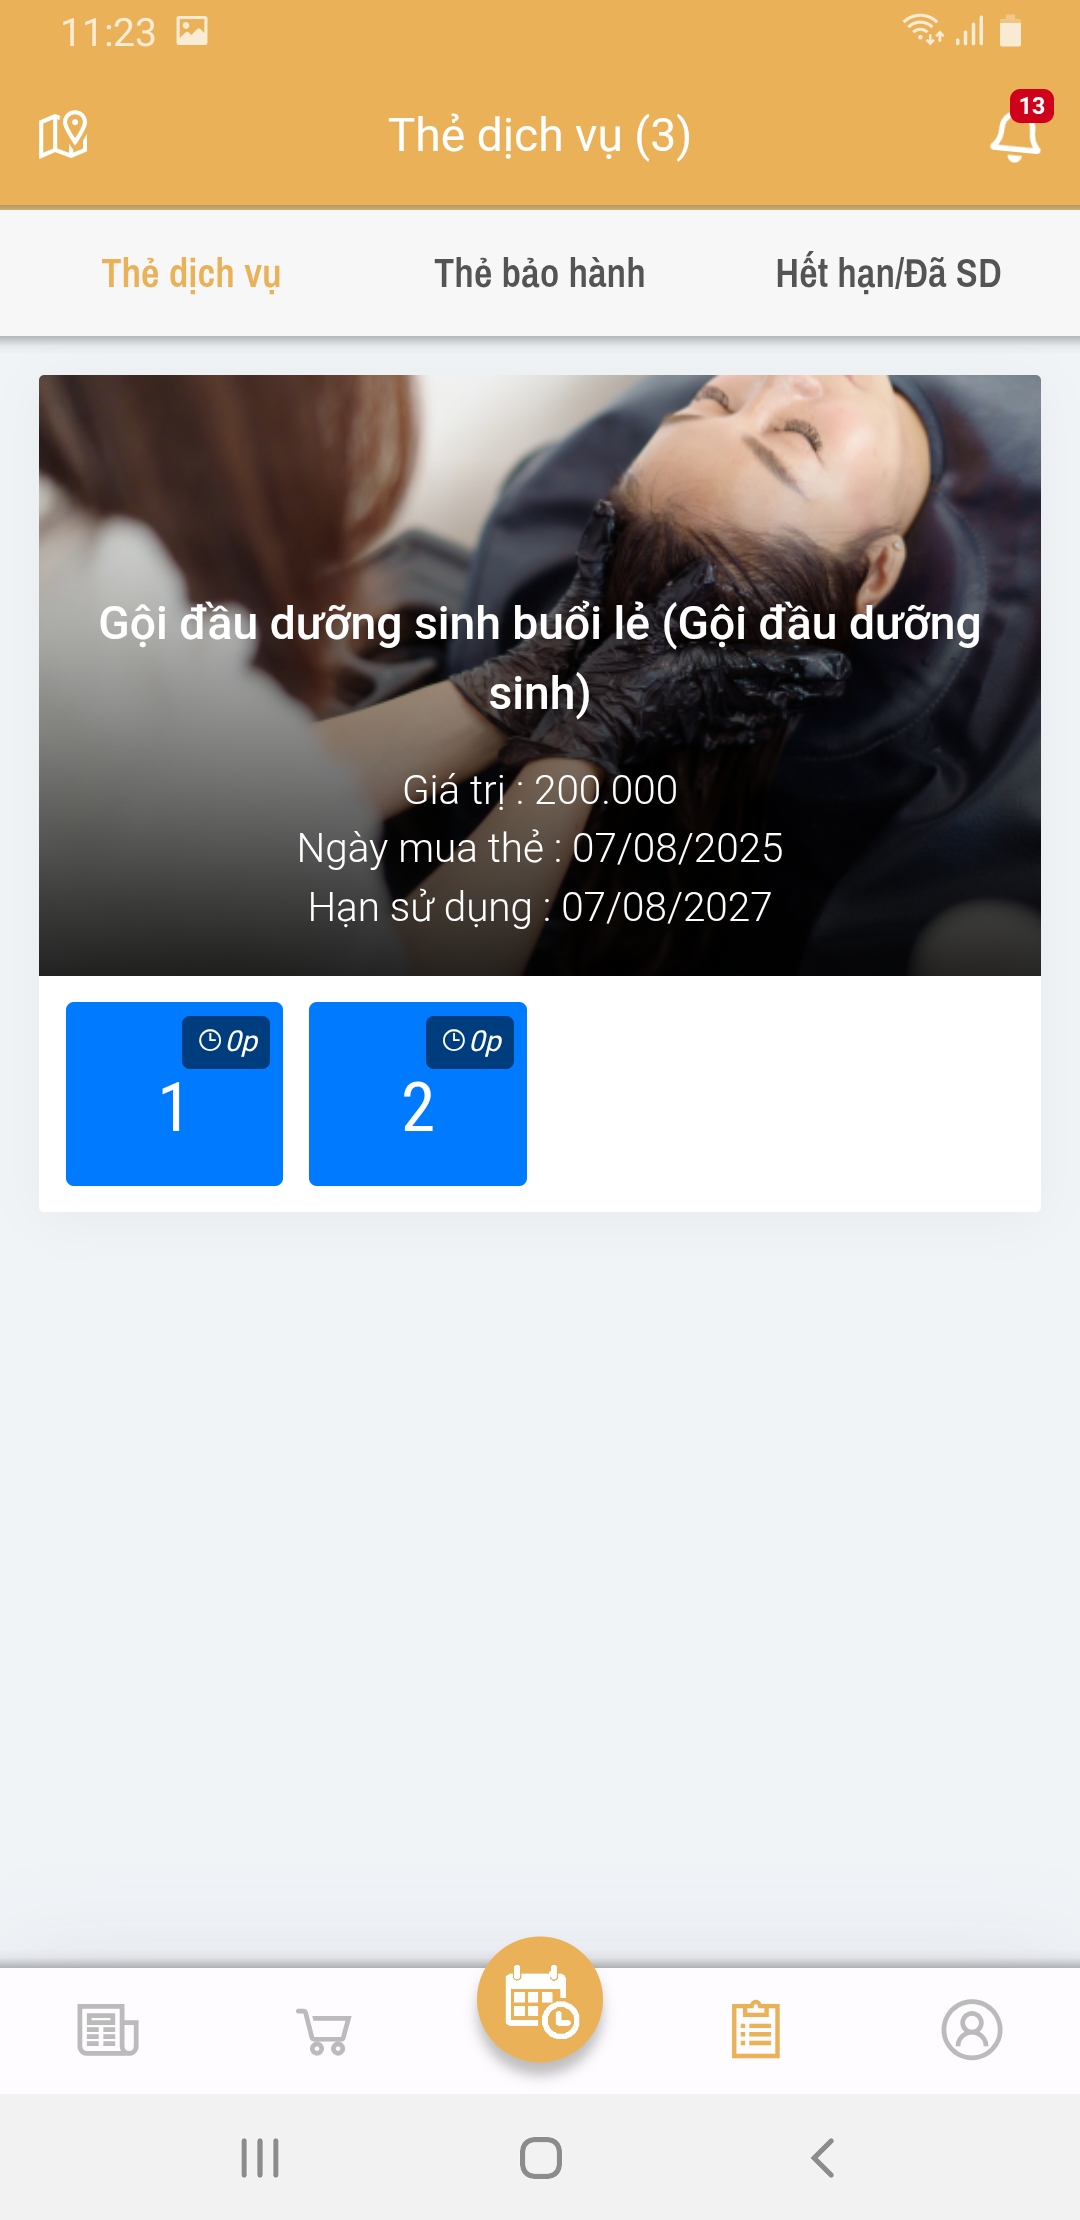 11:23
Thẻ dịch vụ (3)
13
Thẻ dịch vụ
Thẻ bảo hành
Hết hạn/Đã SD
Gội đầu dưỡng sinh buổi lẻ (Gội đầu dưỡng
sinh)
Giá trị : 200.000
Ngày mua thẻ : 07/08/2025
Hạn sử dụng : 07/08/2027
0p
1
0p
2